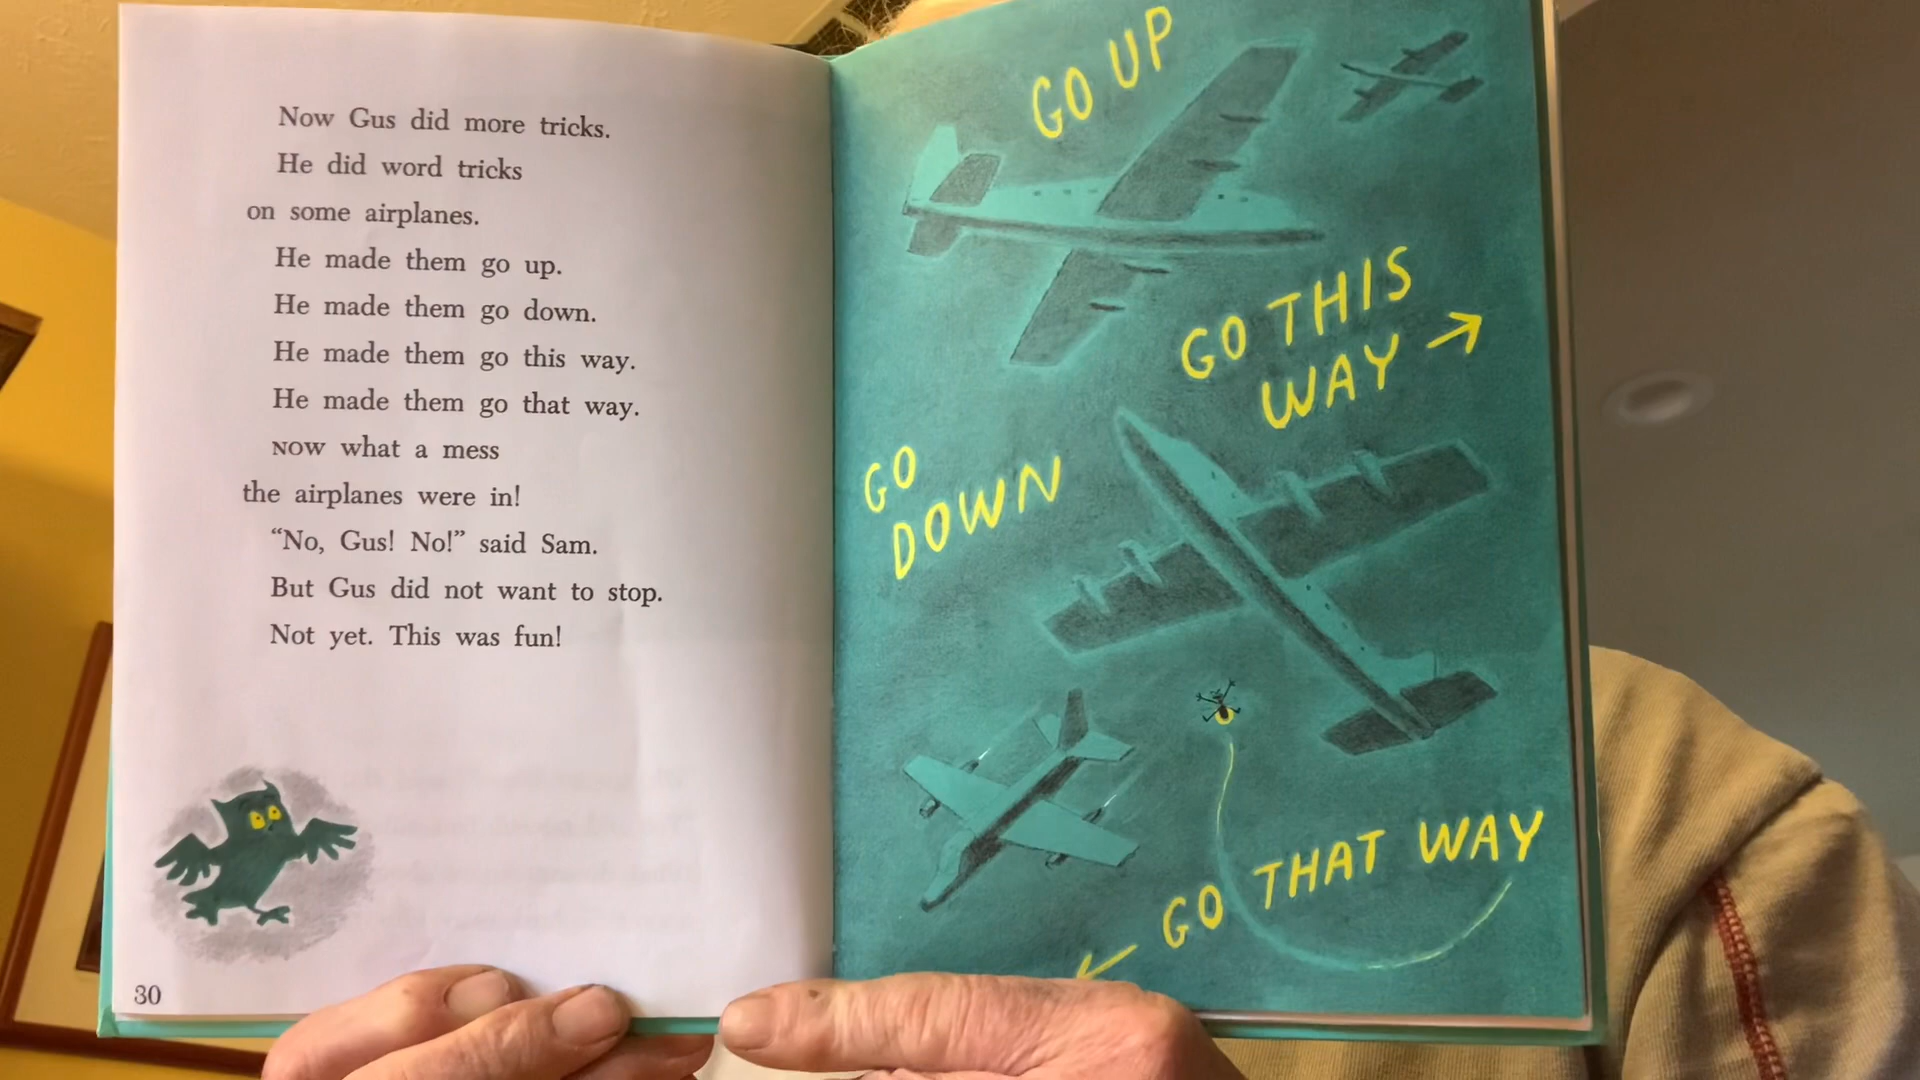 Now Gus did more tricks.
He did word tricks
on some airplanes.
He made them go up.
He made them go down.
He made them go this way.
He made them go that way.
NOW what a mess
the airplanes were in!
“No, Gus! No!” said Sam.
But Gus did not want to stop.
Not yet. This was fun!
30
GO UP
GO THIS
WAY →
GO
DOWN
← GO THAT WAY